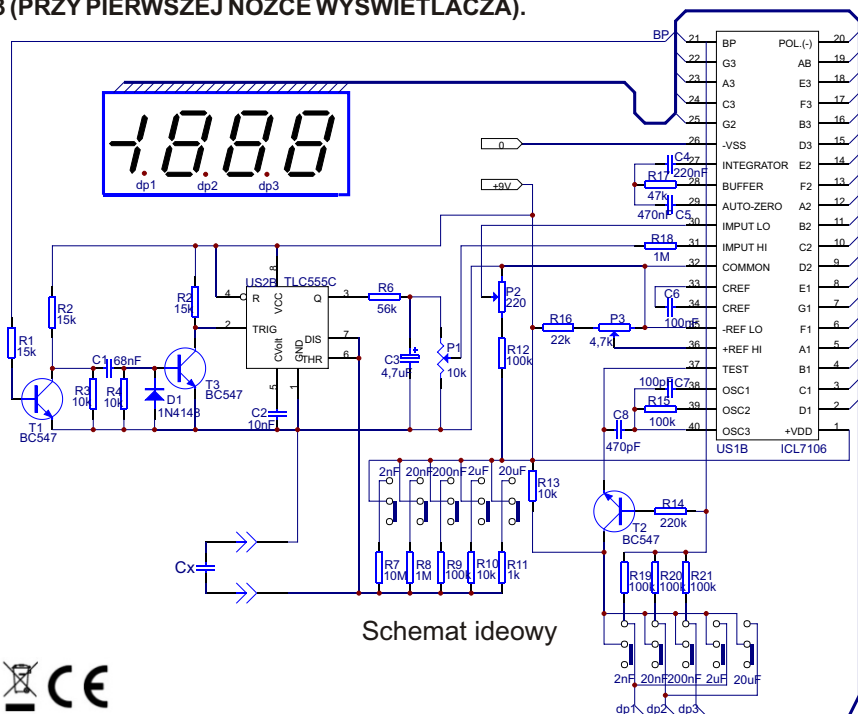 3 (PRZY PIERWSZEJ NÓŻCE WYŚWIETLACZA).
BP
dp1 dp2 dp3
0
+9V
21 BP POL.(-) 20
22 G3 AB 19
23 A3 E3 18
24 C3 F3 17
25 G2 B3 16
26 -VSS D3 15
27 INTEGRATOR E2 14
28 BUFFER F2 13
29 AUTO-ZERO A2 12
30 IMPUT LO B2 11
31 IMPUT HI C2 10
32 COMMON D2 9
33 CREF E1 8
34 CREF G1 7
35 -REF LO F1 6
36 +REF HI A1 5
37 TEST B1 4
38 OSC1 C1 3
39 OSC2 D1 2
40 OSC3 +VDD 1
US1B ICL7106
C4
220nF
R17
47k
470nF C5
R18
1M
C6
100nF
P2
220
R16
22k
P3
4,7k
R12
100k
100pF C7
R15
100k
C8
470pF
R1
15k
R2
15k
R2
15k
C1 68nF
R3
10k
R4
10k
D1
1N4148
T1
BC547
T3
BC547
US2B TLC555C
4 R
8 VCC
Q 3
2 TRIG
DIS 7
THR 6
CVolt
GND
5 1
C2
10nF
R6
56k
C3
4,7uF
+
P1
10k
2nF 20nF 200nF 2uF 20uF
R13
10k
R7
10M
R8
1M
R9
100k
R10
10k
R11
1k
Cx
R14
220k
T2
BC547
R19
100k
R20
100k
R21
100k
2nF 20nF 200nF 2uF 20uF
dp1 dp2 dp3
Schemat ideowy
CE